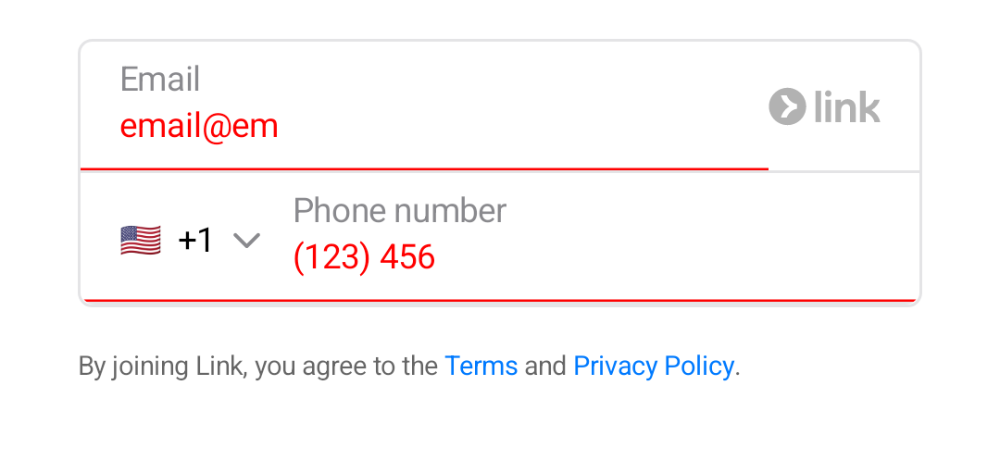 Email
email@em
link
Phone number
+1
(123) 456
By joining Link, you agree to the Terms and Privacy Policy.